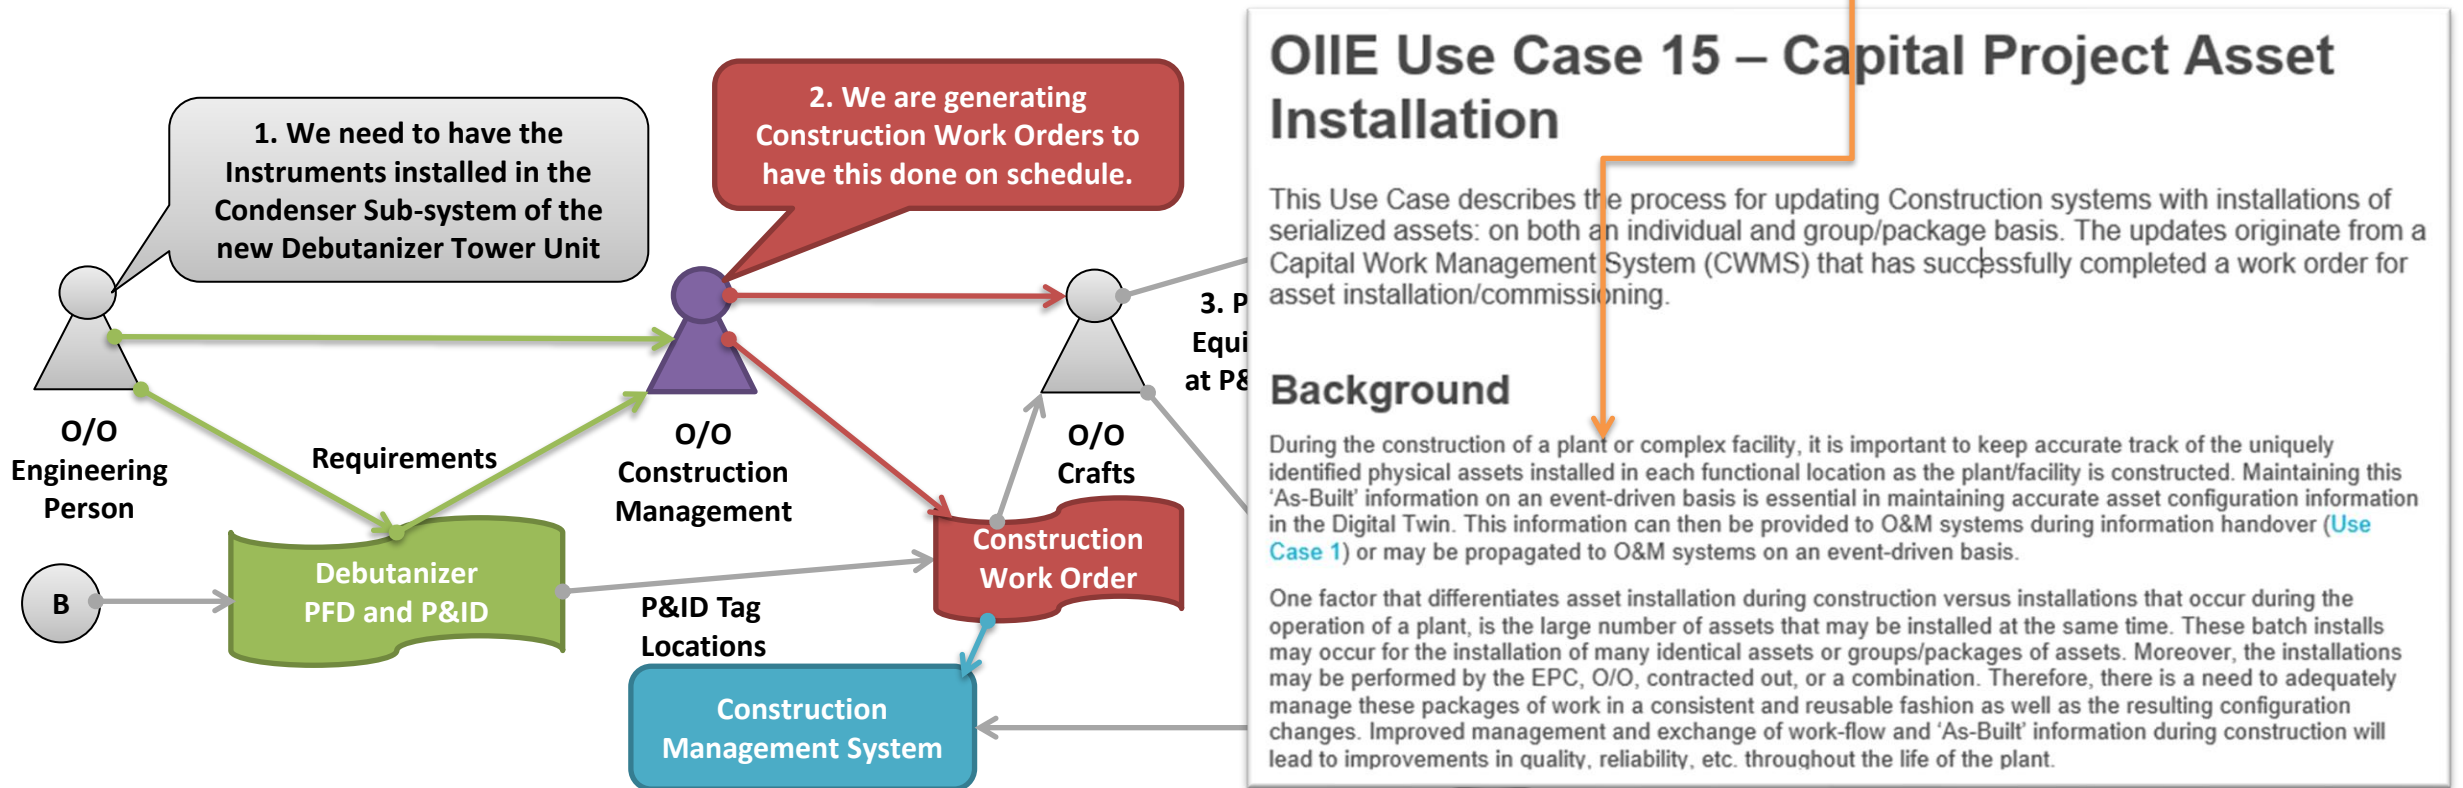 1. We need to have the
Instruments installed in the
Condenser Sub-system of the
new Debutanizer Tower Unit
2. We are generating
Construction Work Orders to
have this done on schedule.
O/O
Engineering
Person
Requirements
O/O
Construction
Management
O/O
Crafts
3. P
Equi
at P&
B
Debutanizer
PFD and P&ID
P&ID Tag
Locations
Construction
Work Order
Construction
Management System
OIIE Use Case 15 – Capital Project Asset
Installation
This Use Case describes the process for updating Construction systems with installations of
serialized assets: on both an individual and group/package basis. The updates originate from a
Capital Work Management System (CWMS) that has successfully completed a work order for
asset installation/commissioning.
Background
During the construction of a plant or complex facility, it is important to keep accurate track of the uniquely
identified physical assets installed in each functional location as the plant/facility is constructed. Maintaining this
‘As-Built’ information on an event-driven basis is essential in maintaining accurate asset configuration information
in the Digital Twin. This information can then be provided to O&M systems during information handover (Use
Case 1) or may be propagated to O&M systems on an event-driven basis.
One factor that differentiates asset installation during construction versus installations that occur during the
operation of a plant, is the large number of assets that may be installed at the same time. These batch installs
may occur for the installation of many identical assets or groups/packages of assets. Moreover, the installations
may be performed by the EPC, O/O, contracted out, or a combination. Therefore, there is a need to adequately
manage these packages of work in a consistent and reusable fashion as well as the resulting configuration
changes. Improved management and exchange of work-flow and ‘As-Built’ information during construction will
lead to improvements in quality, reliability, etc. throughout the life of the plant.